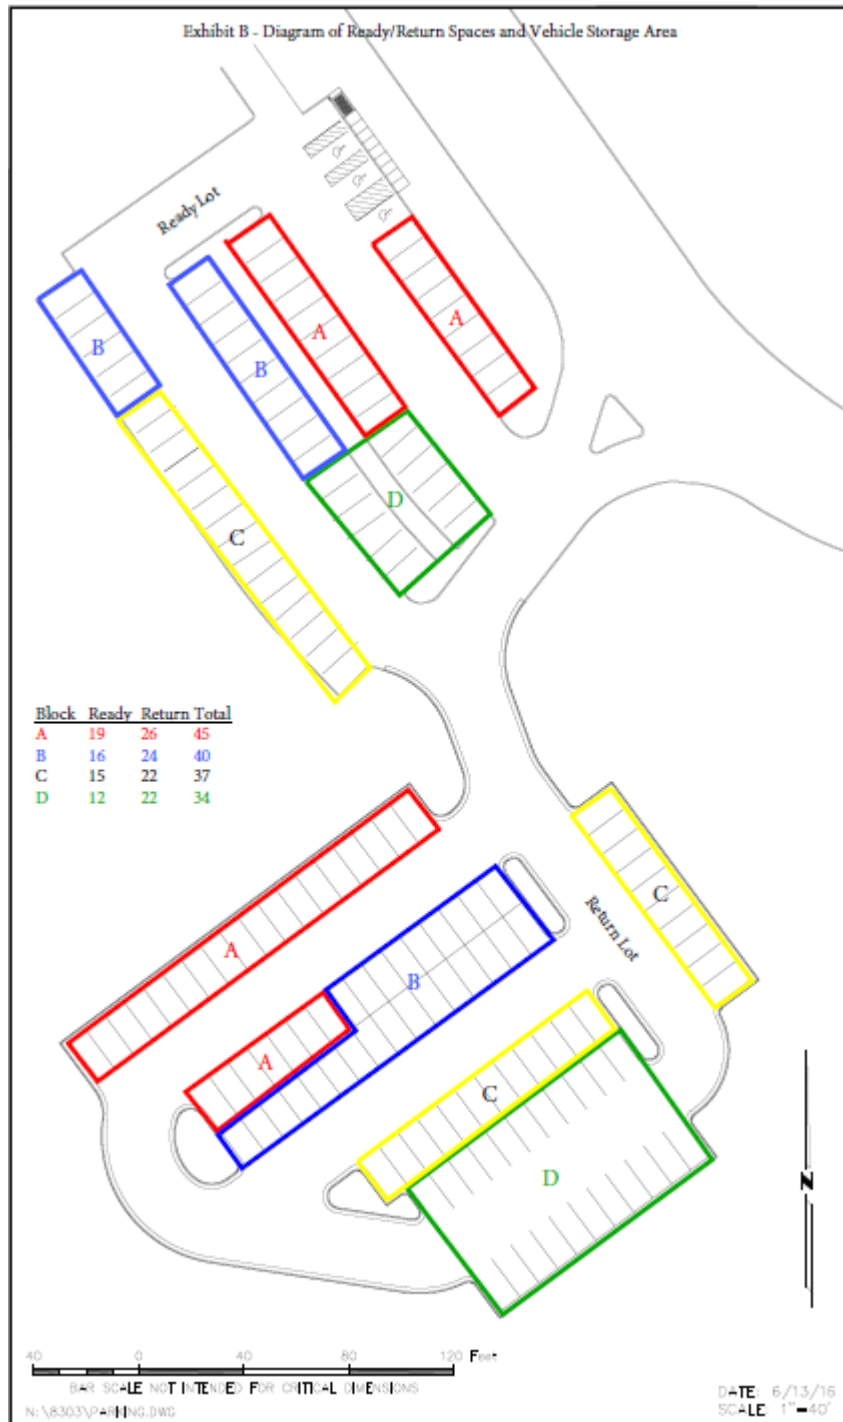 Exhibit B - Diagram of Ready/Return Spaces and Vehicle Storage Area
Ready Lot
A
A
B
B
C
D
Block Ready Return Total
A 19 26 45
B 16 24 40
C 15 22 37
D 12 22 34
A
A
B
C
C
D
Return Lot
N
40 0 40 80 120 Feet
BAR SCALE NOT INTENDED FOR CRITICAL DIMENSIONS
N:\8303\PARKING.DWG
DATE: 6/13/16
SCALE: 1"=40'